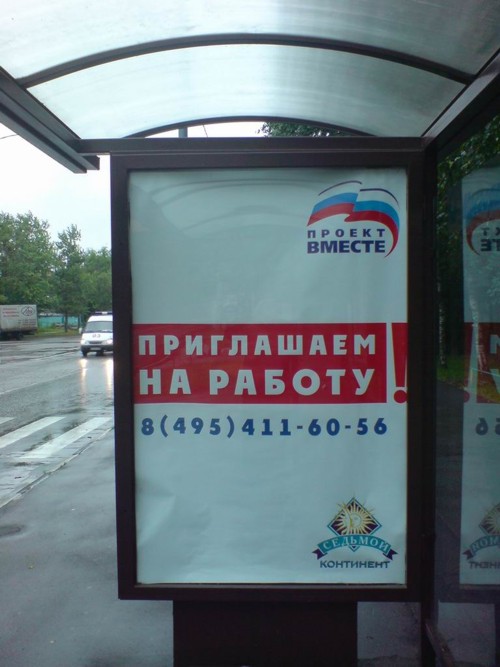 ПРОЕКТ
ВМЕСТЕ
ПРИГЛАШАЕМ
НА РАБОТУ!
8(495)411-60-56
СЕДЬМОЙ
КОНТИНЕНТ